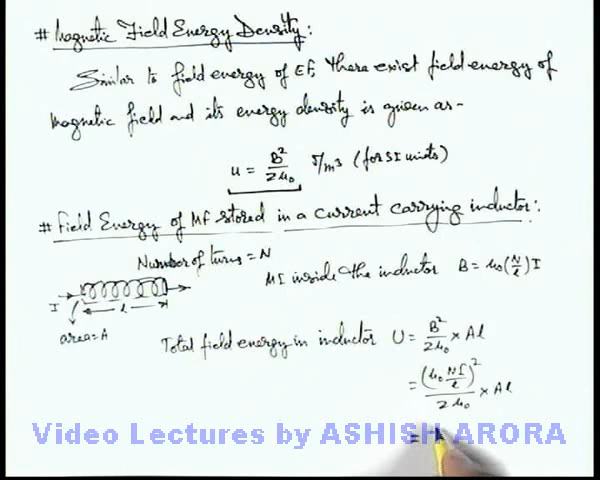 # Magnetic Field Energy Density:
Similar to field energy of EF, there exist field energy of
magnetic field and its energy density is given as-
u = B²/2μ₀ J/m³ (for SI units)
# Field Energy of MF stored in a current carrying inductor:
Number of turns = N
MI inside the inductor B = μ₀(N/l)I
I
l
area = A
Total field energy in inductor U = B²/2μ₀ × Al
= (μ₀ NI/l)²/2μ₀ × Al
Video Lectures by ASHISH ARORA
=